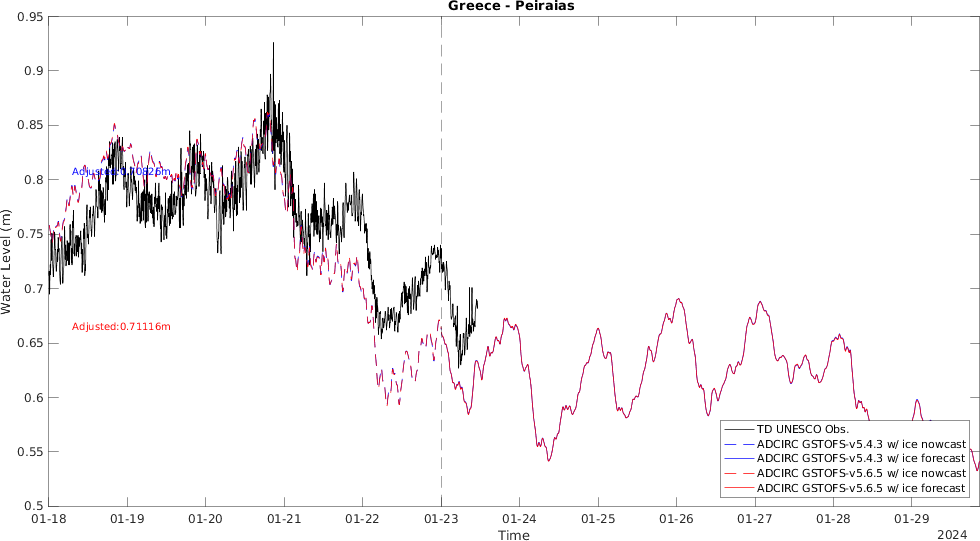 Greece - Peiraias
Water Level (m)
0.95
0.9
0.85
0.8
0.75
0.7
0.65
0.6
0.55
0.5
Adjusted:0.70926m
Adjusted:0.71116m
TD UNESCO Obs.
ADCIRC GSTOFS-v5.4.3 w/ ice nowcast
ADCIRC GSTOFS-v5.4.3 w/ ice forecast
ADCIRC GSTOFS-v5.6.5 w/ ice nowcast
ADCIRC GSTOFS-v5.6.5 w/ ice forecast
01-18 01-19 01-20 01-21 01-22 01-23 01-24 01-25 01-26 01-27 01-28 01-29
Time
2024